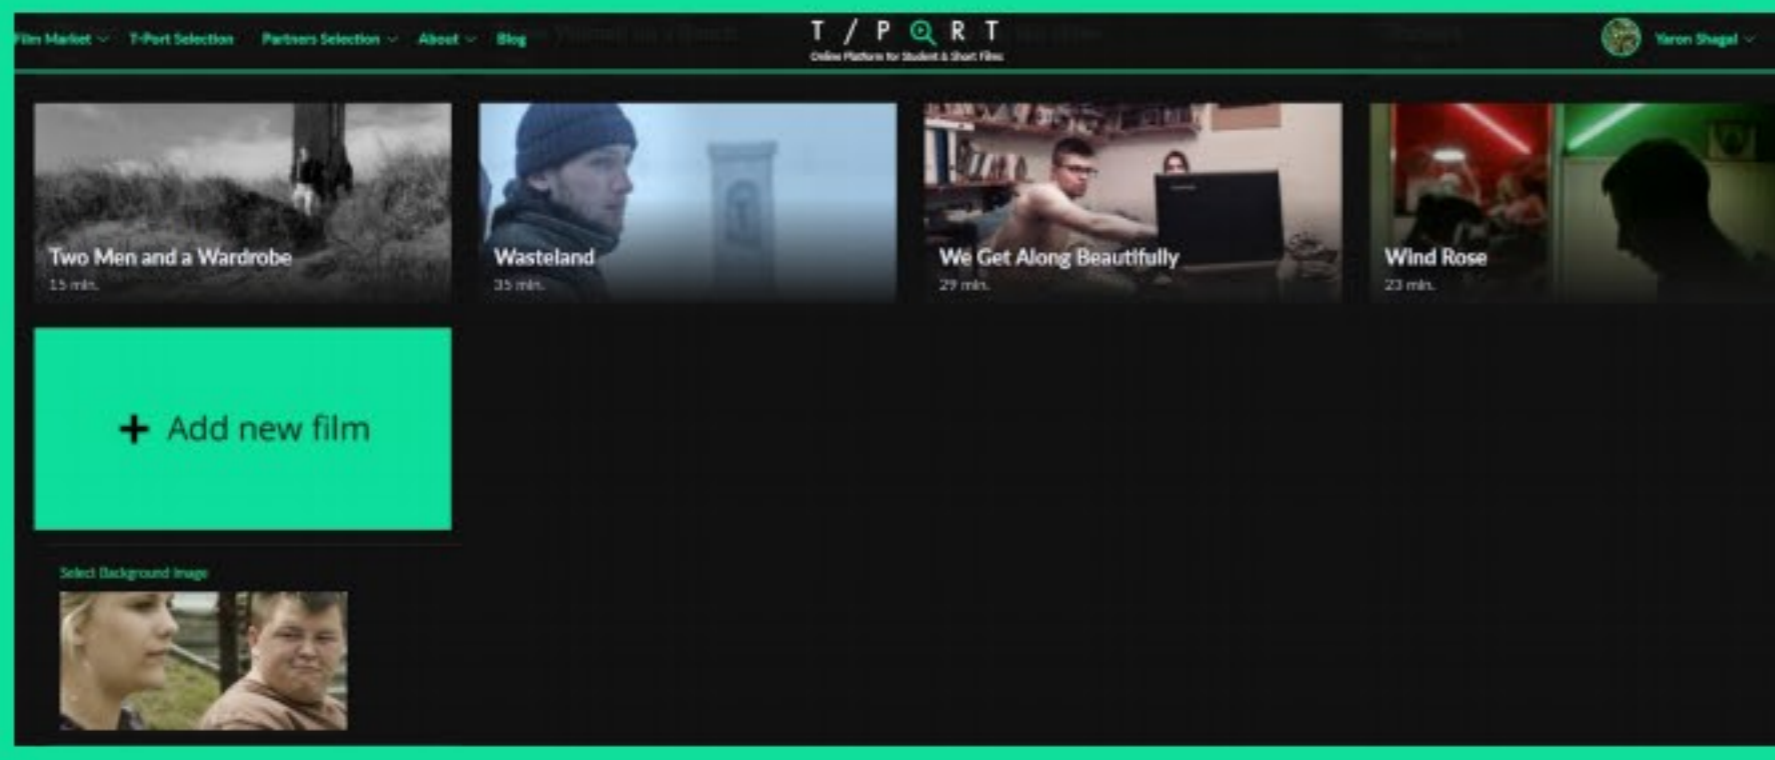 Film Market
T-Port Selection
Partners Selection
About
Blog
T / P O R T
Online Platform for Student & Short Films
Yaron Shagal
Two Men and a Wardrobe
15 min.
Wasteland
35 min.
We Get Along Beautifully
29 min.
Wind Rose
23 min.
+ Add new film
Select Background Image